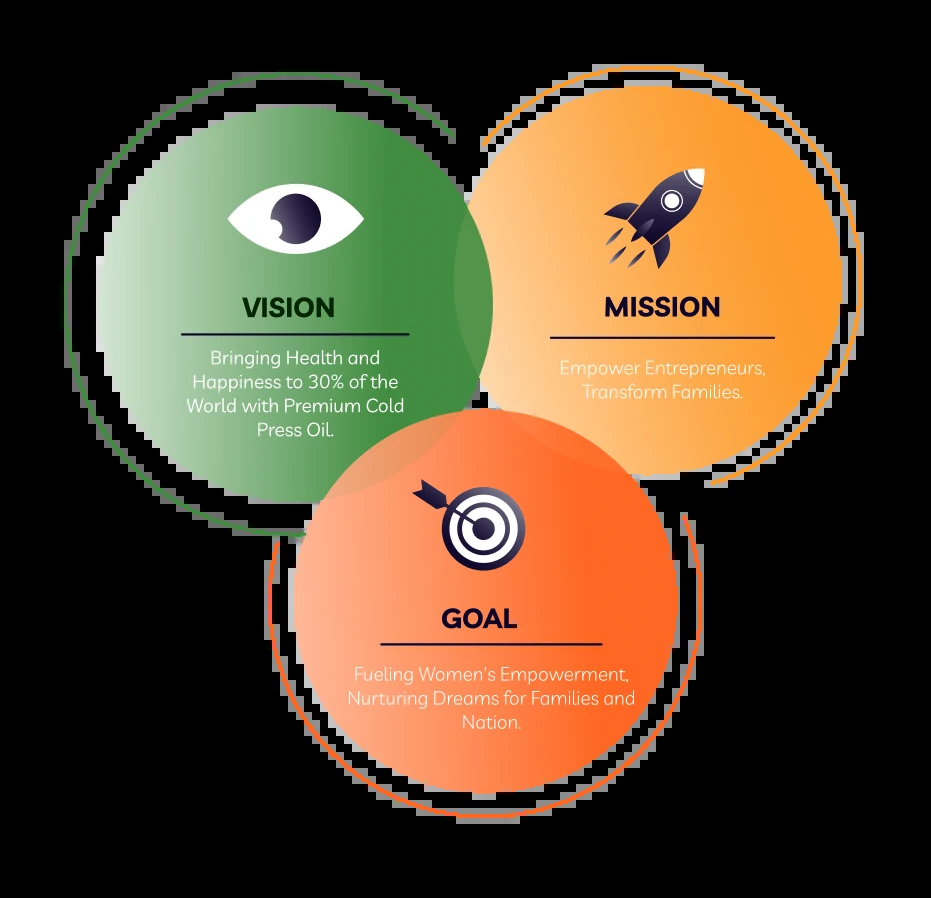 VISION
Bringing Health and
Happiness to 30% of the
World with Premium Cold
Press Oil.
MISSION
Empower Entrepreneurs,
Transform Families.
GOAL
Fueling Women's Empowerment,
Nurturing Dreams for Families and
Nation.